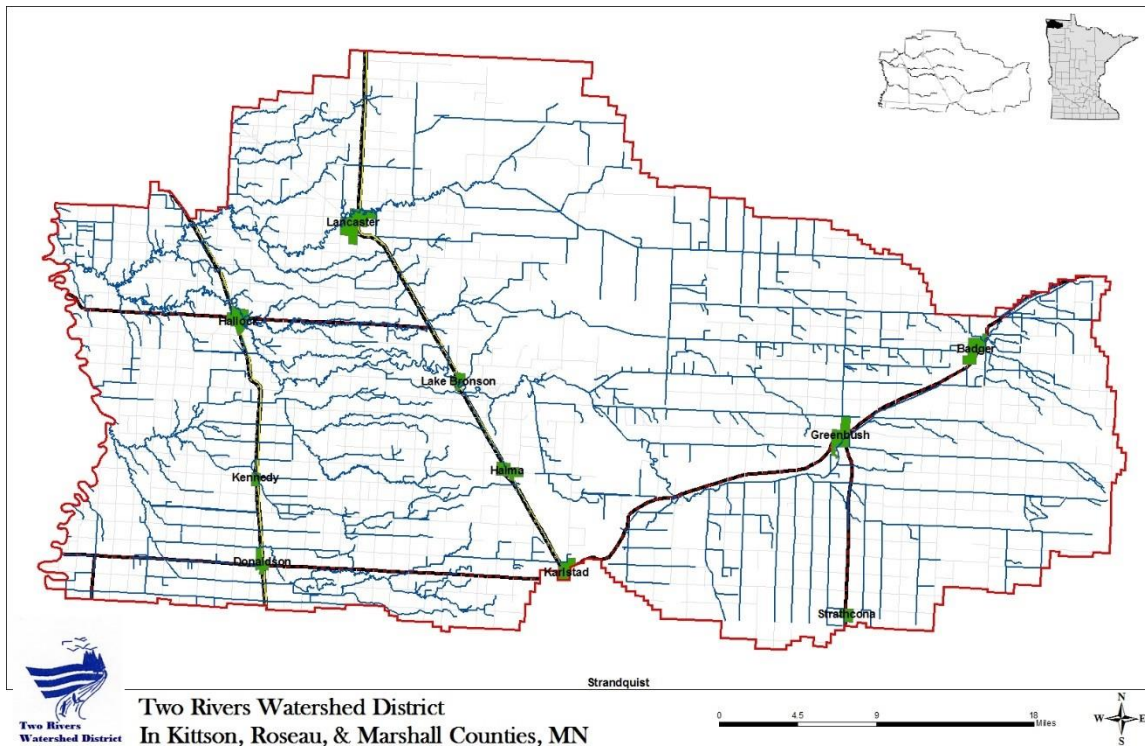 Lancaster
Hallock
Badger
Lake Bronson
Greenbush
Halma
Kennedy
Donaldson
Karlstad
Strathcona
Strandquist
Two Rivers
Watershed District
Two Rivers Watershed District
In Kittson, Roseau, & Marshall Counties, MN
0 4.5 9 18
Miles
N
W E
S